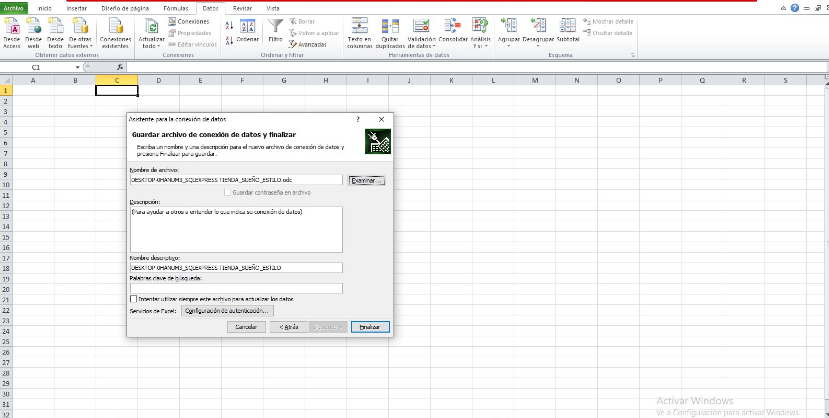 Archivo Inicio Insertar Diseño de página Fórmulas Datos Revisar Vista
Desde Access
Desde web
Desde texto
De otras fuentes
Conexiones existentes
Obtener datos externos
Actualizar todo
Conexiones
Propiedades
Editar vínculos
Conexiones
Ordenar
Filtro
Borrar
Volver a aplicar
Avanzadas
Ordenar y filtrar
Texto en columnas
Quitar duplicados
Validación de datos
Consolidar
Análisis Y si
Herramientas de datos
Agrupar
Desagrupar
Subtotal
Mostrar detalle
Ocultar detalle
Esquema
C1 fx
A B C D E F G H I J K L M N O P Q R S
1
2
3
4
5
6
7
8
9
10
11
12
13
14
15
16
17
18
19
20
21
22
23
24
25
26
27
28
29
30
31
32
Asistente para la conexión de datos ? ×
Guardar archivo de conexión de datos y finalizar
Escriba un nombre y una descripción para el nuevo archivo de conexión de datos y
presione Finalizar para guardar.
Nombre de archivo:
DESKTOP-0HANUM3_SQLEXPRESS TIENDA_SUEÑO_ESTILO.odc Examinar...
Guardar contraseña en archivo
Descripción:
(Para ayudar a otros a entender lo que indica su conexión de datos)
Nombre descriptivo:
DESKTOP-0HANUM3_SQLEXPRESS TIENDA_SUEÑO_ESTILO
Palabras clave de búsqueda:
Intentar utilizar siempre este archivo para actualizar los datos
Servicios de Excel: Configuración de autenticación...
Cancelar < Atrás Siguiente > Finalizar
Activar Windows
Ve a Configuración para activar Windows.